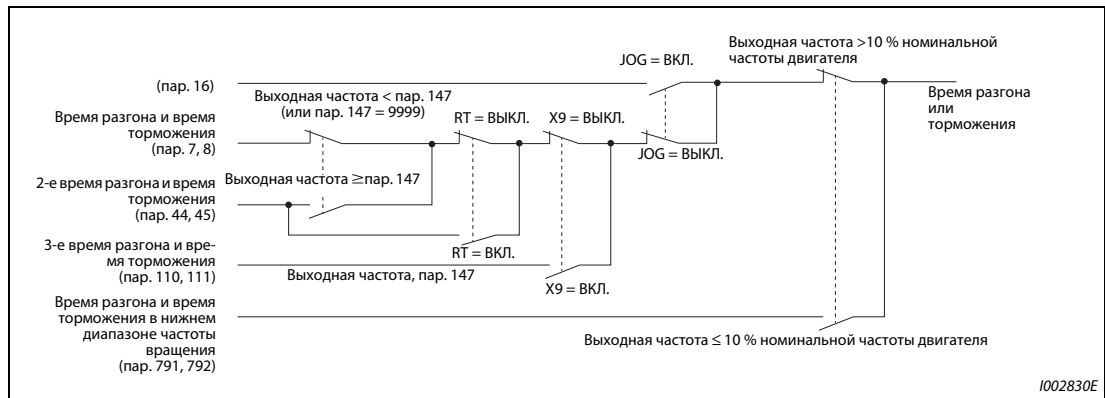 Выходная частота >10 % номинальной
частоты двигателя
JOG = ВКЛ.
(пар. 16)
Выходная частота < пар. 147
(или пар. 147 = 9999)
Время разгона
или
торможения
Время разгона и время
торможения
(пар. 7, 8)
RT = ВЫКЛ.
X9 = ВЫКЛ.
JOG = ВЫКЛ.
2-е время разгона и время
торможения
(пар. 44, 45)
Выходная частота ≥пар. 147
3-е время разгона и вре-
мя торможения
(пар. 110, 111)
RT = ВКЛ.
Выходная частота, пар. 147
X9 = ВКЛ.
Время разгона и время
торможения в нижнем
диапазоне частоты
вращения
(пар. 791, 792)
Выходная частота ≤ 10 % номинальной частоты двигателя
I002830E